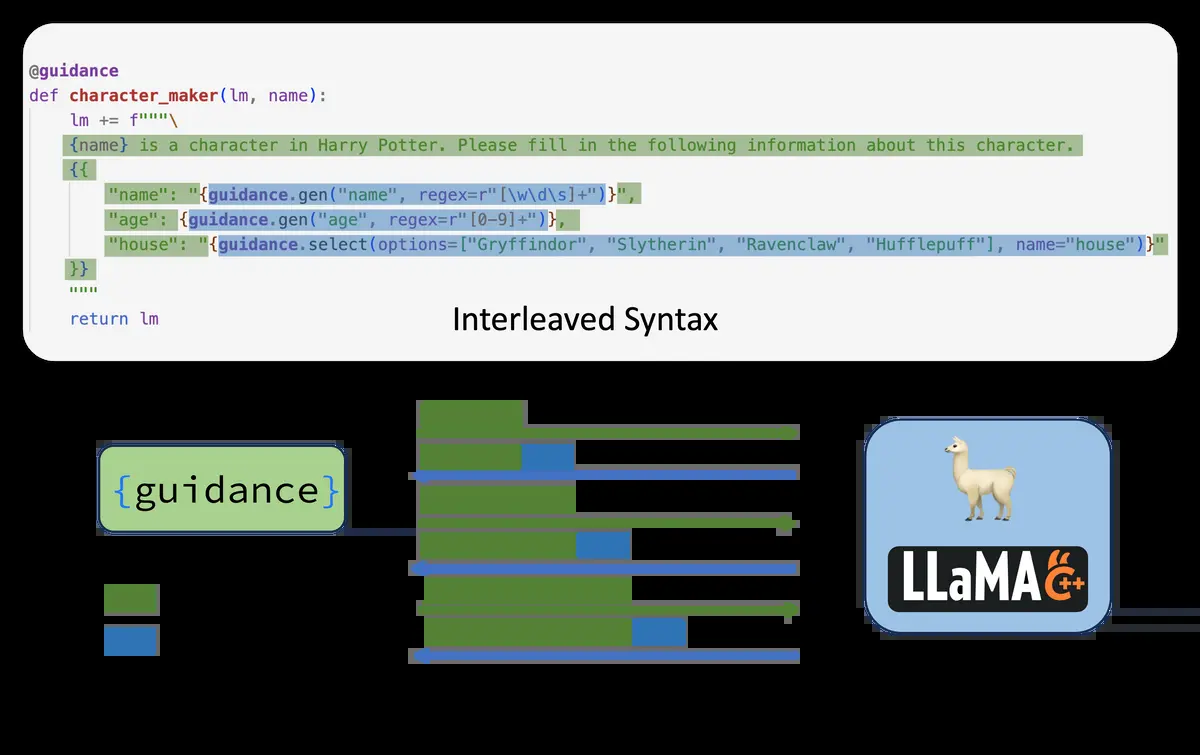 @guidance
def character_maker(lm, name):
lm += f"""\
{name} is a character in Harry Potter. Please fill in the following information about this character.
{{
"name": "{guidance.gen("name", regex=r"[\w\d\s]+")}",
"age": {guidance.gen("age", regex=r"[0-9]+")},
"house": "{guidance.select(options=["Gryffindor", "Slytherin", "Ravenclaw", "Hufflepuff"], name="house")}"
}}
"""
return lm
Interleaved Syntax
{guidance}
LLaMA C++